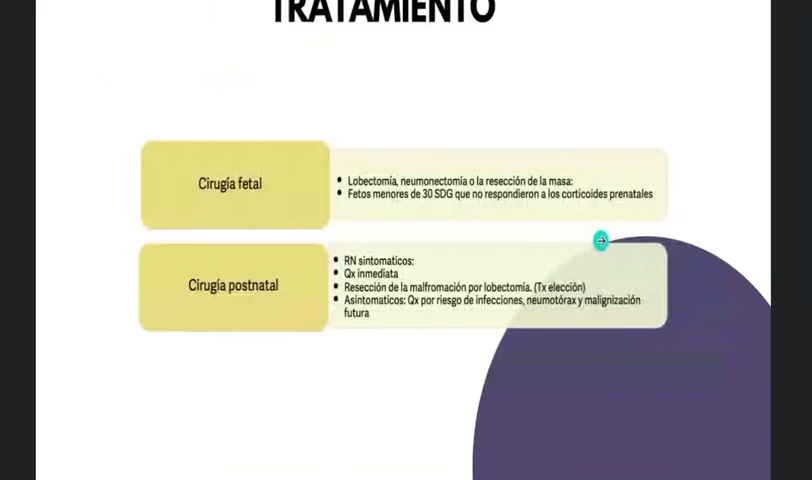 TRATAMIENTO
Cirugía fetal
• Lobectomía, neumonectomía o la resección de la masa:
• Fetos menores de 30 SDG que no respondieron a los corticoides prenatales
Cirugía postnatal
• RN sintomaticos:
• Qx inmediata
• Resección de la malfromación por lobectomía. (Tx elección)
• Asintomaticos: Qx por riesgo de infecciones, neumotórax y malignización
futura